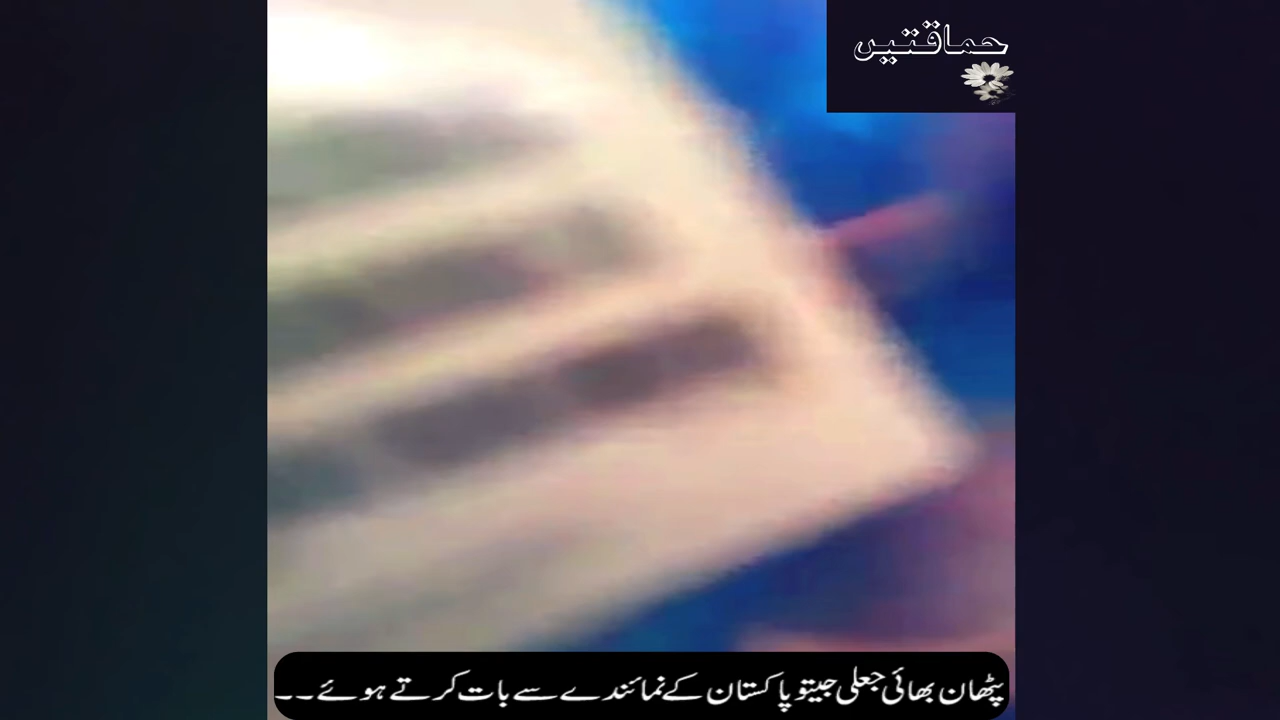 حماقتیں
پٹھان بھائی جعلی جیتو پاکستان کے نمائندے سے بات کرتے ہوئے ۔۔